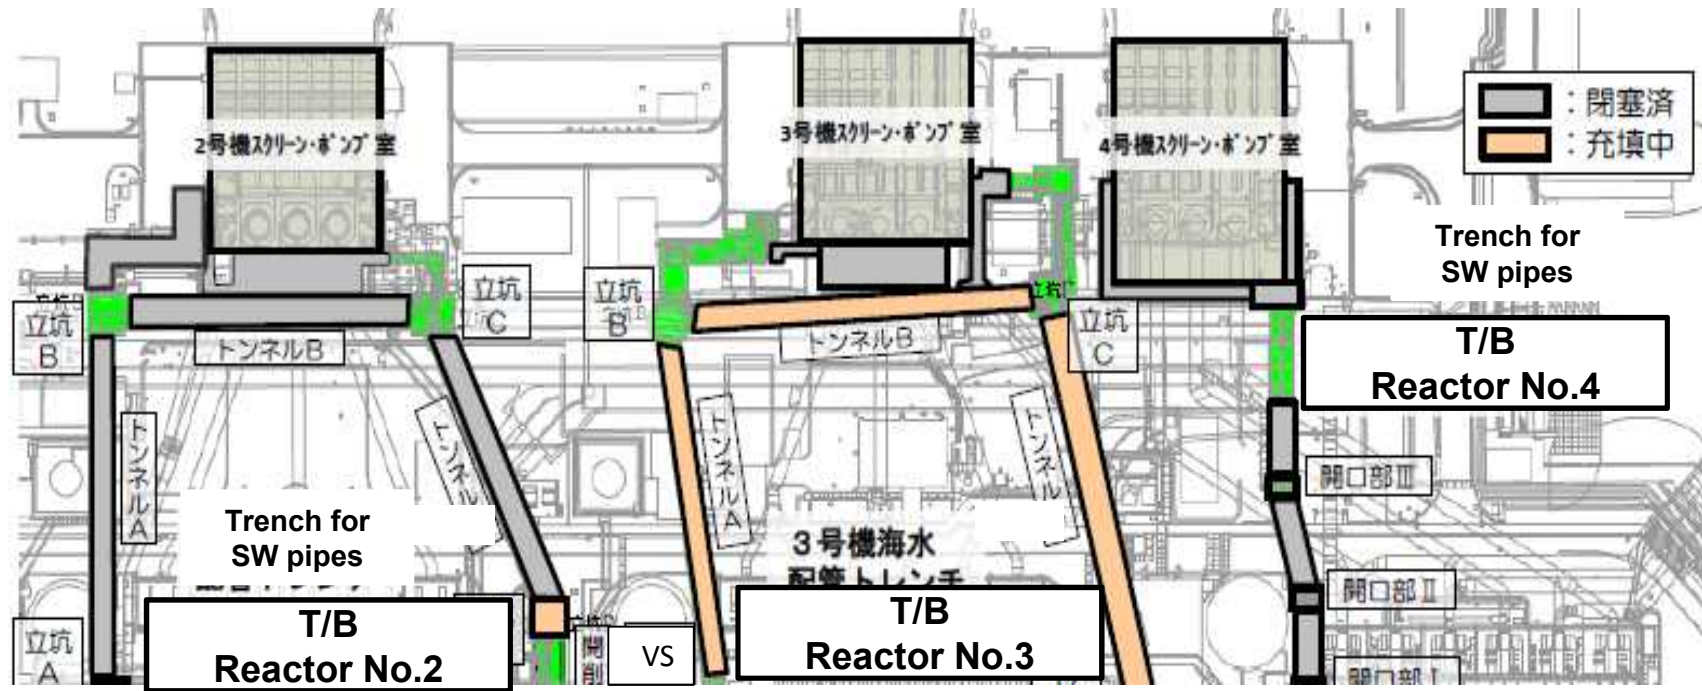 2号機スクリーン・ポンプ室
3号機スクリーン・ポンプ室
4号機スクリーン・ポンプ室
:閉塞済
:充填中
Trench for
SW pipes
立坑
B
立坑
C
立坑
B
立坑
C
トンネルB
トンネルB
T/B
Reactor No.4
トンネルA
トンネル
トンネルA
トンネル
開口部Ⅲ
Trench for
SW pipes
3号機海水
配管トレンチ
開口部Ⅱ
T/B
Reactor No.2
T/B
Reactor No.3
立坑
A
開削
VS
開口部Ⅰ